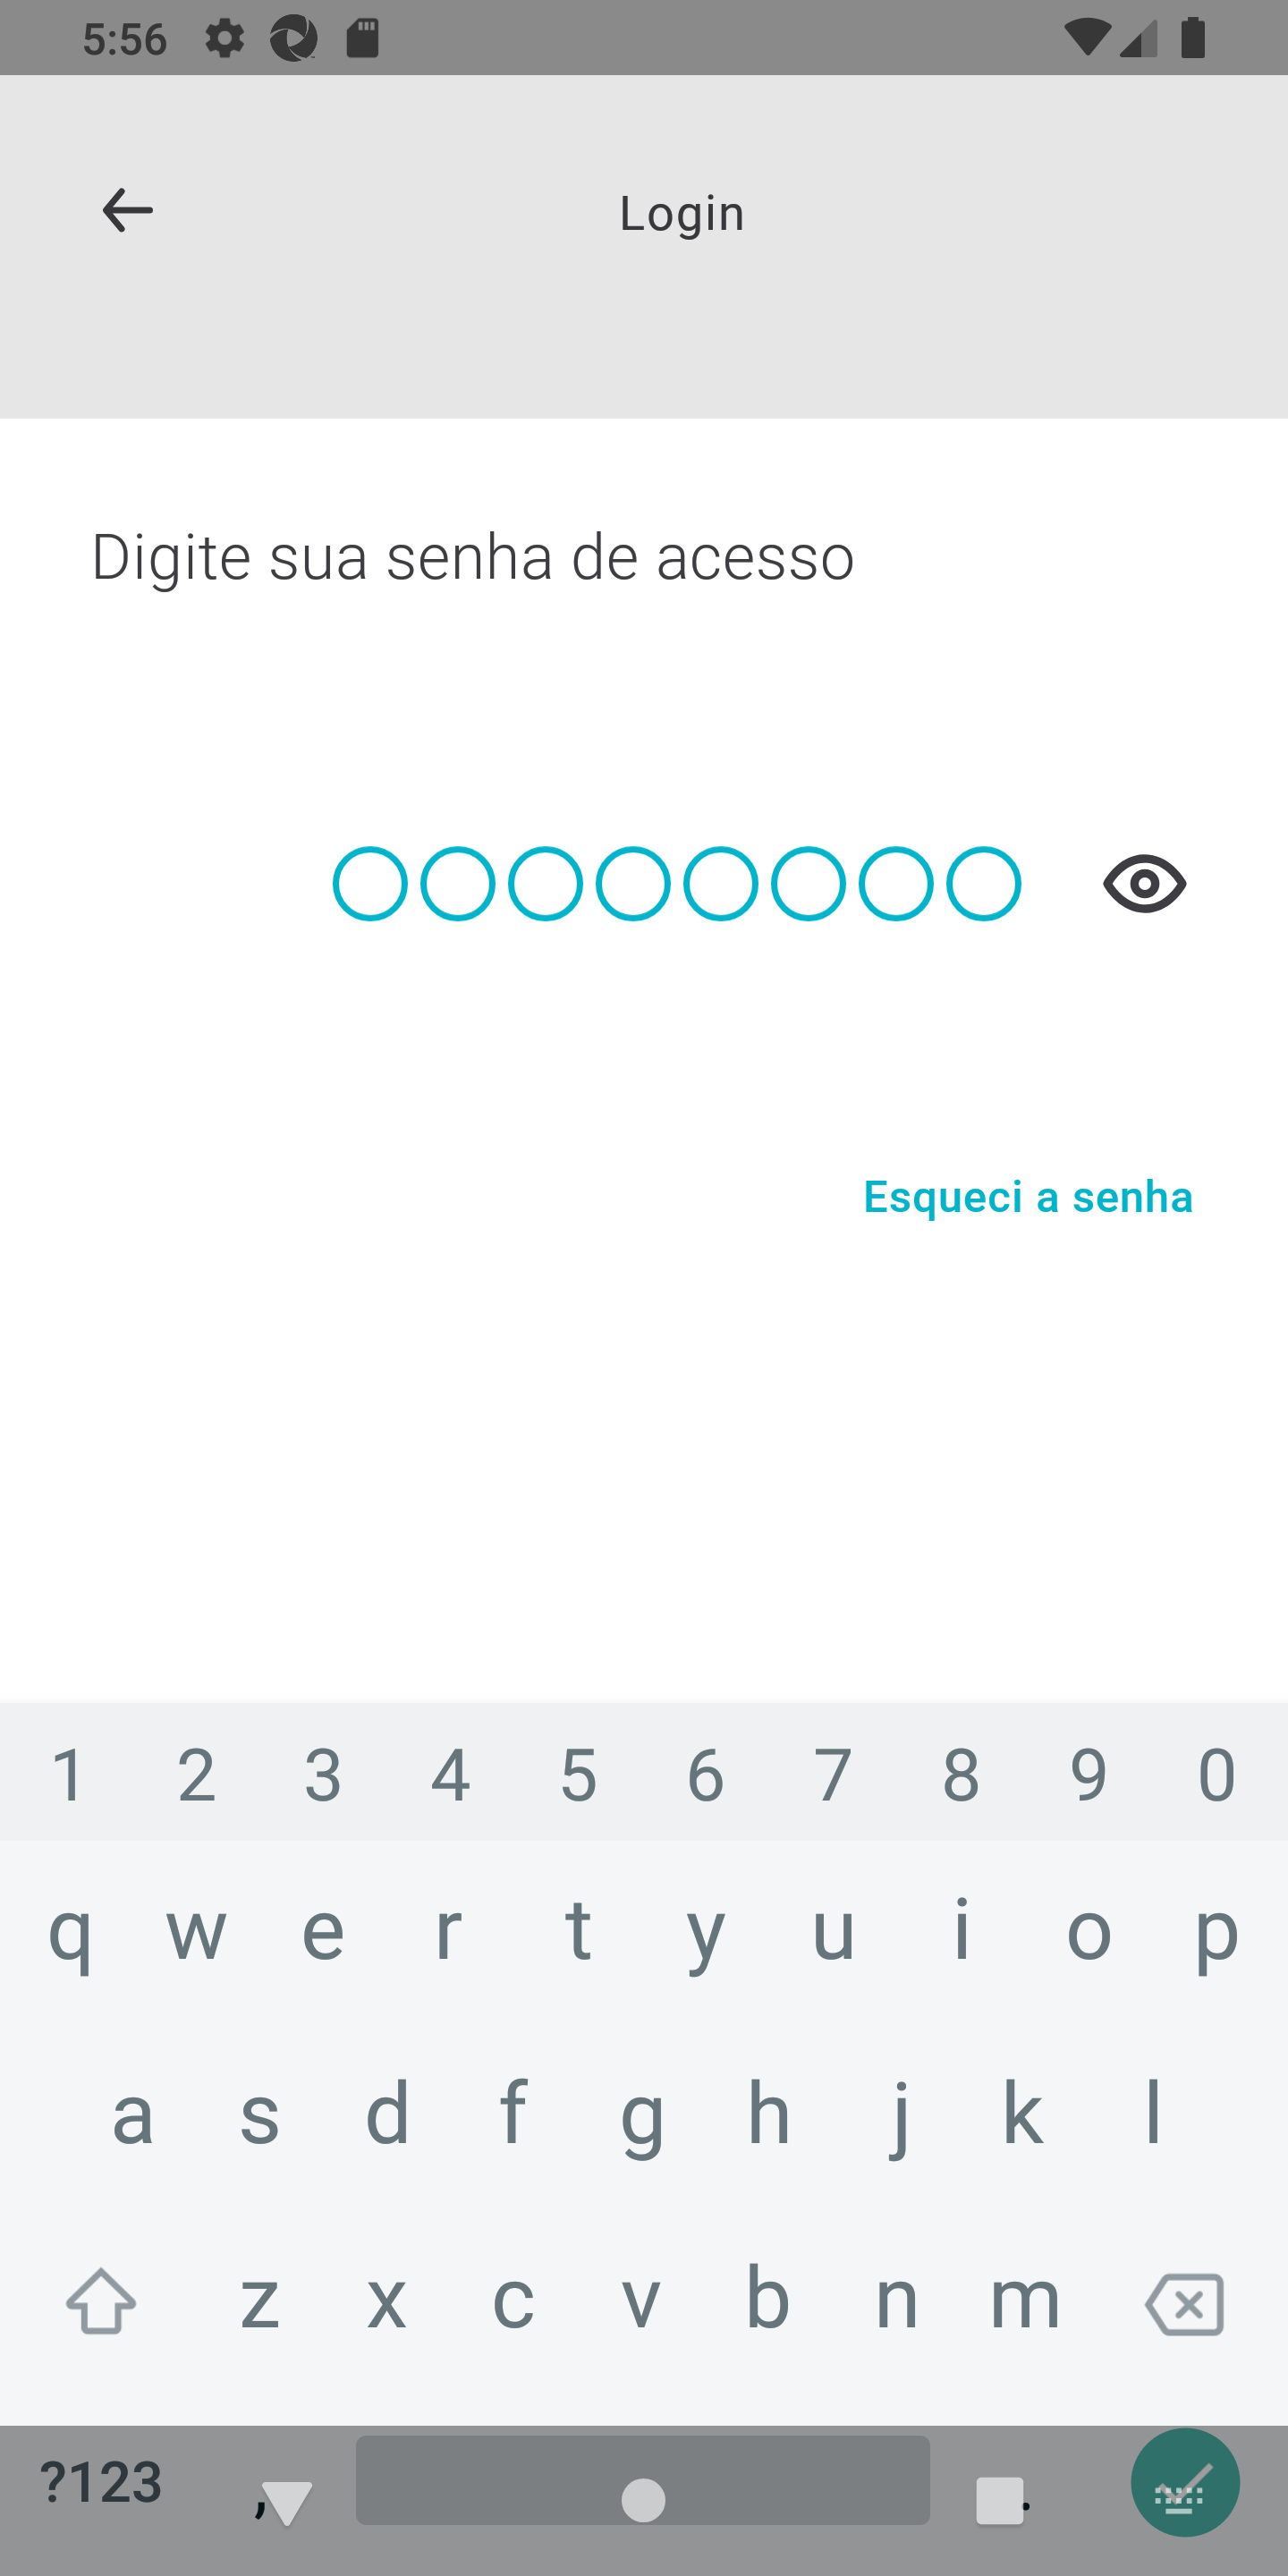 5:56
Login
Digite sua senha de acesso
Esqueci a senha
1 2 3 4 5 6 7 8 9 0
q w e r t y u i o p
a s d f g h j k l
z x c v b n m
?123 , .